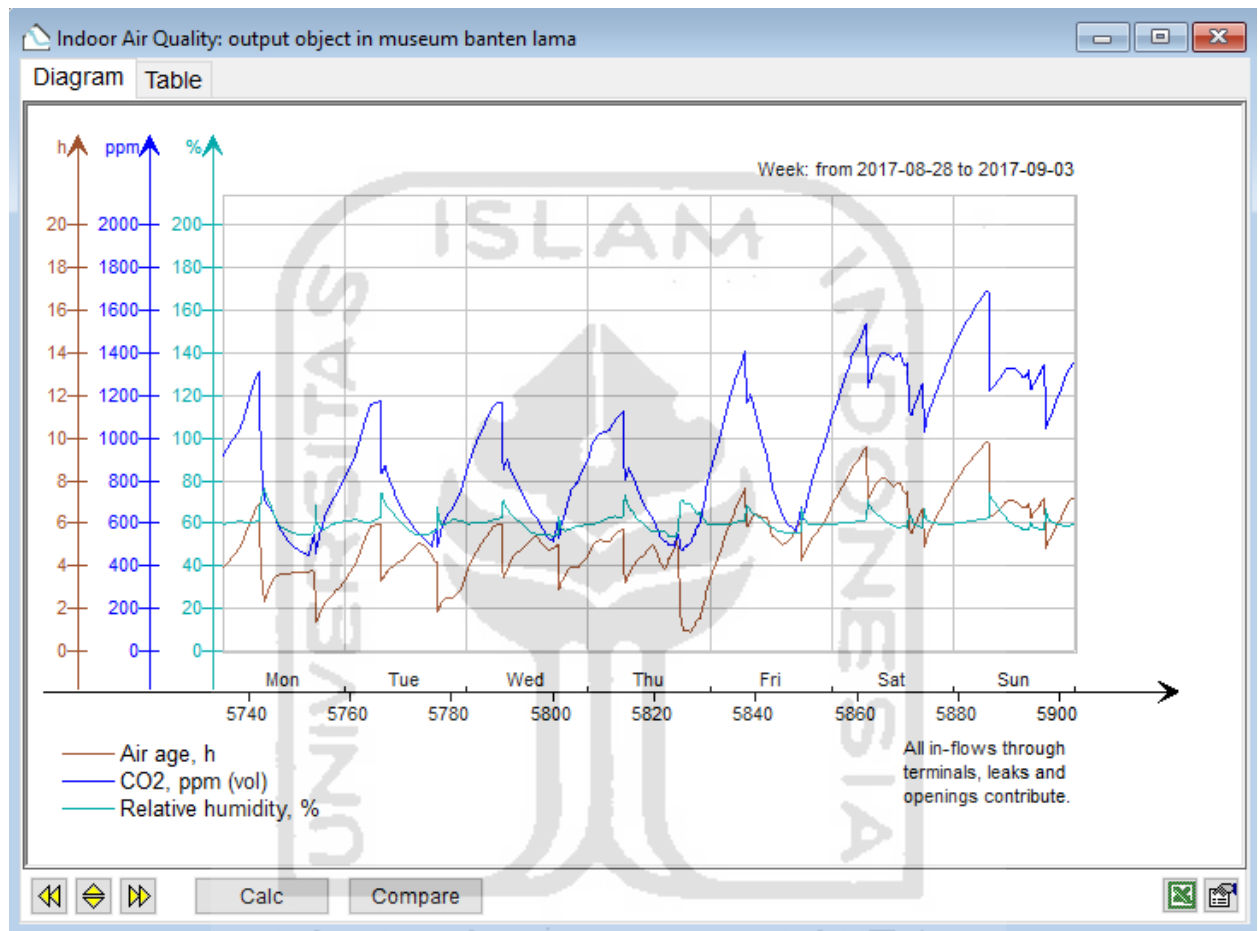 Indoor Air Quality: output object in museum banten lama
Diagram Table
h ppm %
Week: from 2017-08-28 to 2017-09-03
20 2000 200
18 1800 180
16 1600 160
14 1400 140
12 1200 120
10 1000 100
8 800 80
6 600 60
4 400 40
2 200 20
0 0 0
Mon Tue Wed Thu Fri Sat Sun
5740 5760 5780 5800 5820 5840 5860 5880 5900
Air age, h
CO2, ppm (vol)
Relative humidity, %
All in-flows through
terminals, leaks and
openings contribute.
UNIVERSITAS
ISLAM
INDONESIA
Calc Compare